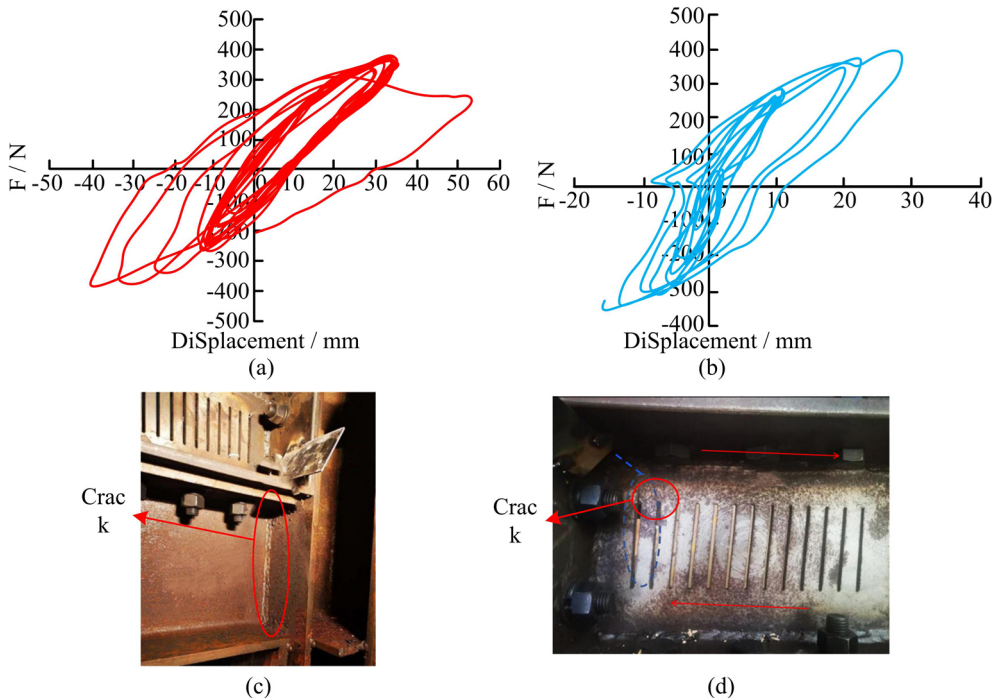 500
400
300
200
100
-50 -40 -30 -20 -10 0 10 20 30 40 50 60
-100
-200
-300
-400
-500
F / N
DiSplacement / mm
(a)
500
400
300
200
100
0
-20 -10 10 20 30 40
-100
-200
-300
-400
F / N
DiSplacement / mm
(b)
Crac
k
(c)
Crac
k
(d)